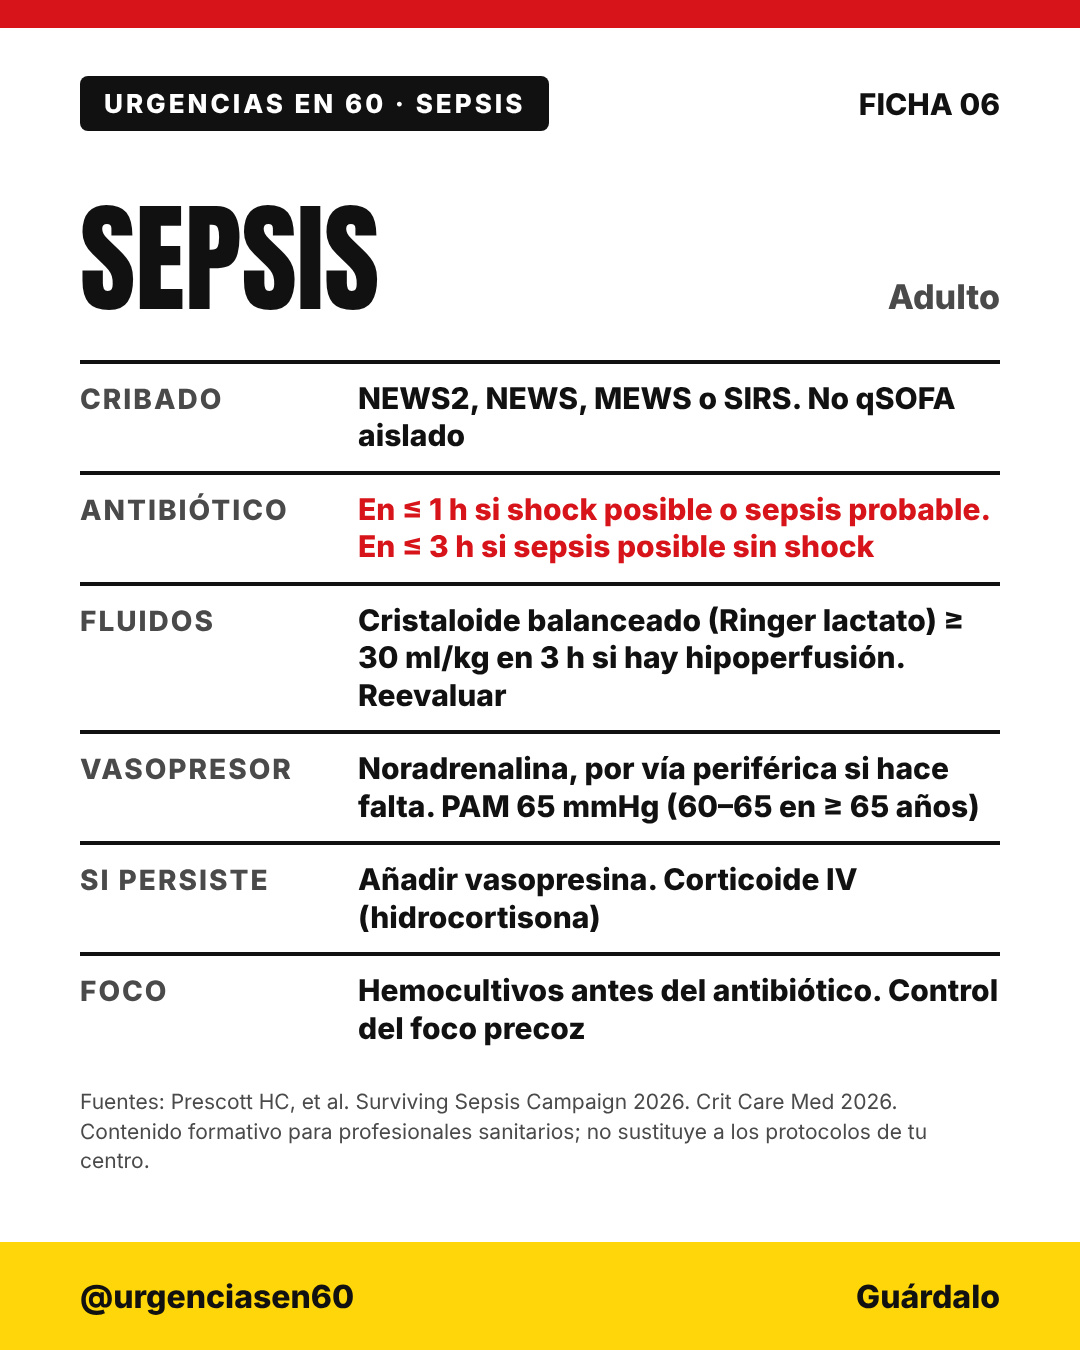 URGENCIAS EN 60 · SEPSIS
FICHA 06
SEPSIS
Adulto
CRIBADO
NEWS2, NEWS, MEWS o SIRS. No qSOFA
aislado
ANTIBIÓTICO
En ≤ 1 h si shock posible o sepsis probable.
En ≤ 3 h si sepsis posible sin shock
FLUIDOS
Cristaloide balanceado (Ringer lactato) ≥
30 ml/kg en 3 h si hay hipoperfusión.
Reevaluar
VASOPRESOR
Noradrenalina, por vía periférica si hace
falta. PAM 65 mmHg (60–65 en ≥ 65 años)
SI PERSISTE
Añadir vasopresina. Corticoide IV
(hidrocortisona)
FOCO
Hemocultivos antes del antibiótico. Control
del foco precoz
Fuentes: Prescott HC, et al. Surviving Sepsis Campaign 2026. Crit Care Med 2026.
Contenido formativo para profesionales sanitarios; no sustituye a los protocolos de tu
centro.
@urgenciasen60
Guárdalo